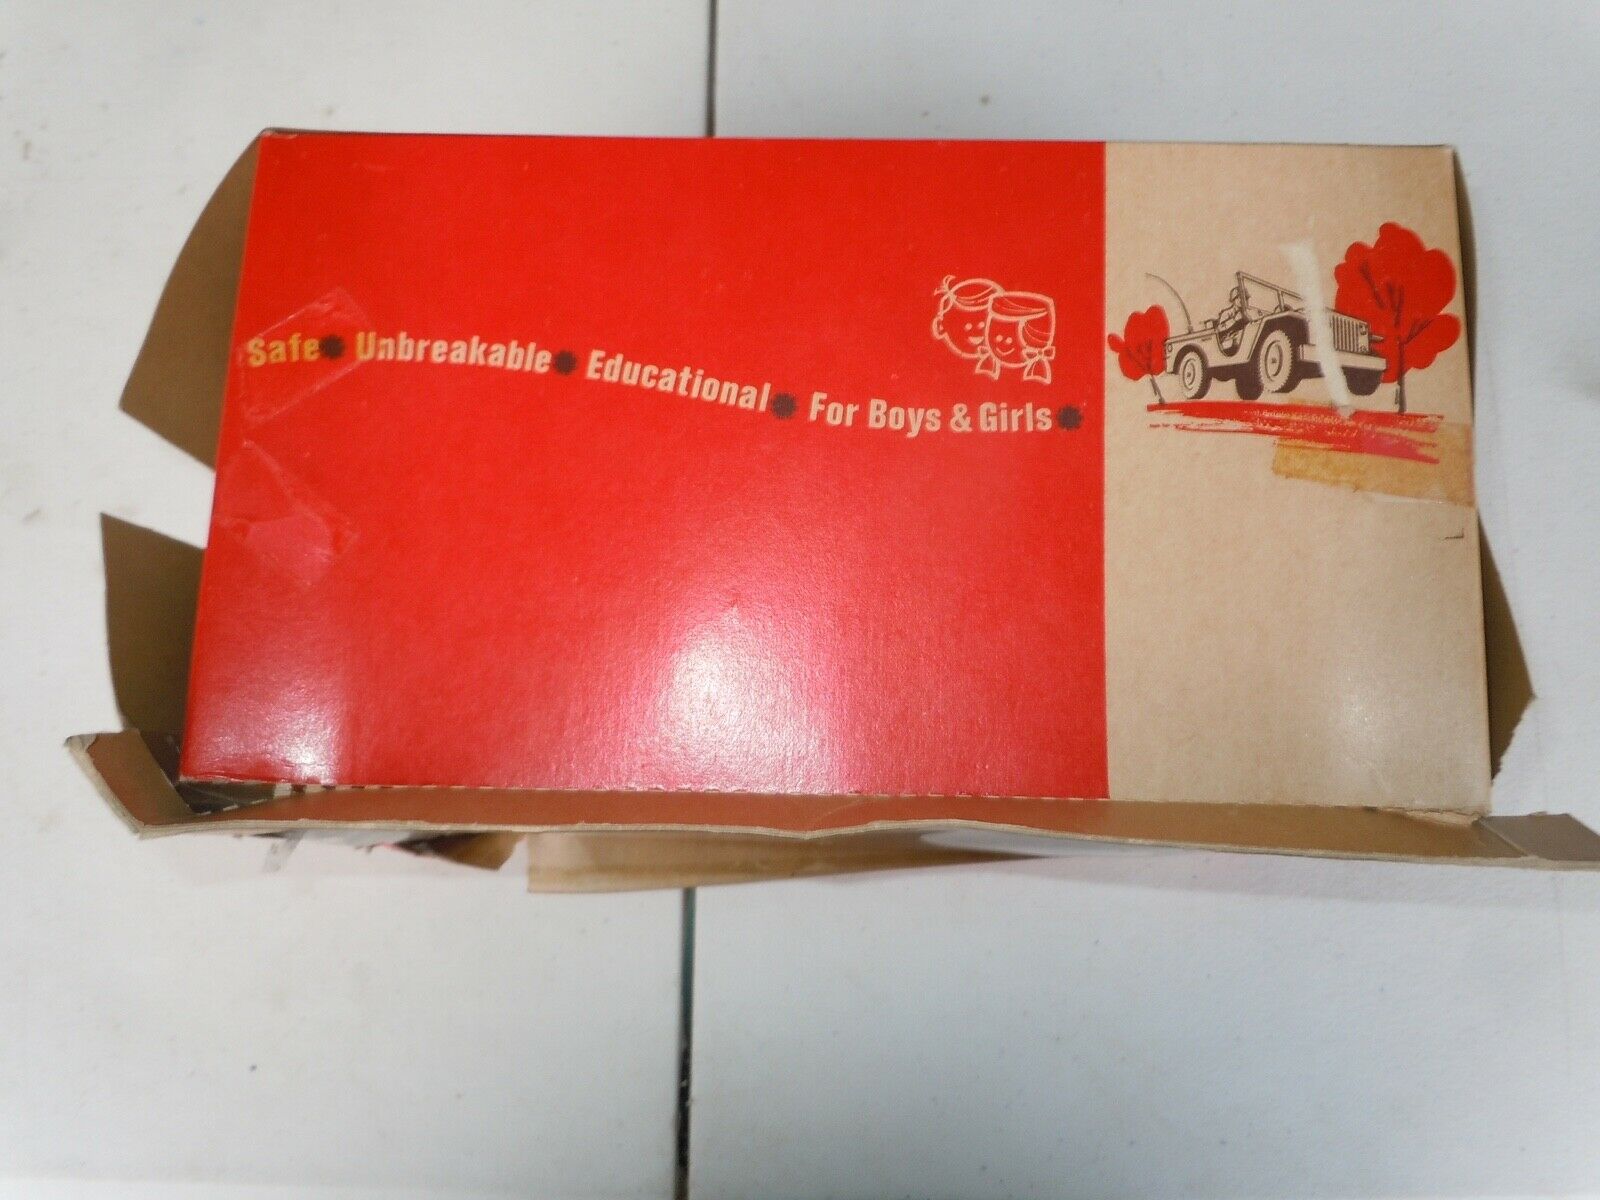 Safe Unbreakable Educational For Boys & Girls